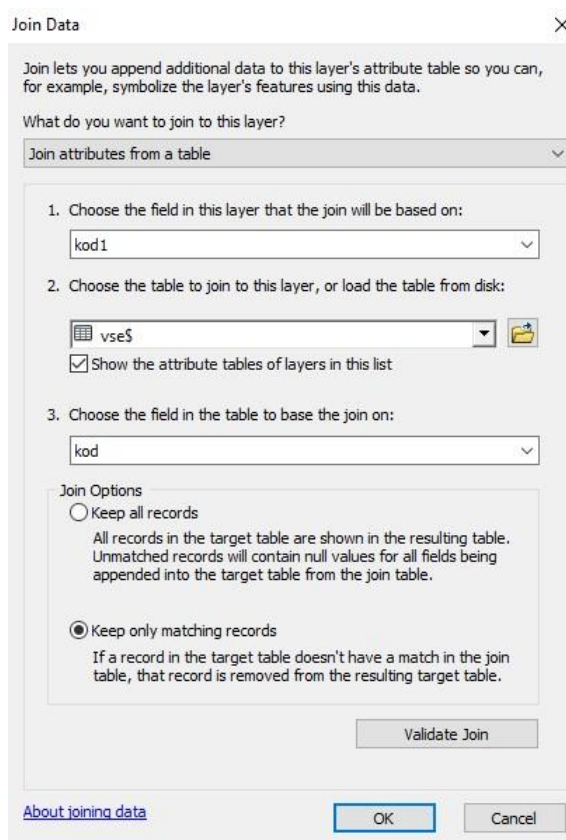 Join Data
Join lets you append additional data to this layer's attribute table so you can,
for example, symbolize the layer's features using this data.
What do you want to join to this layer?
Join attributes from a table
1. Choose the field in this layer that the join will be based on:
kod1
2. Choose the table to join to this layer, or load the table from disk:
vse$
Show the attribute tables of layers in this list
3. Choose the field in the table to base the join on:
kod
Join Options
Keep all records
All records in the target table are shown in the resulting table.
Unmatched records will contain null values for all fields being
appended into the target table from the join table.
Keep only matching records
If a record in the target table doesn't have a match in the join
table, that record is removed from the resulting target table.
Validate Join
About joining data
OK
Cancel